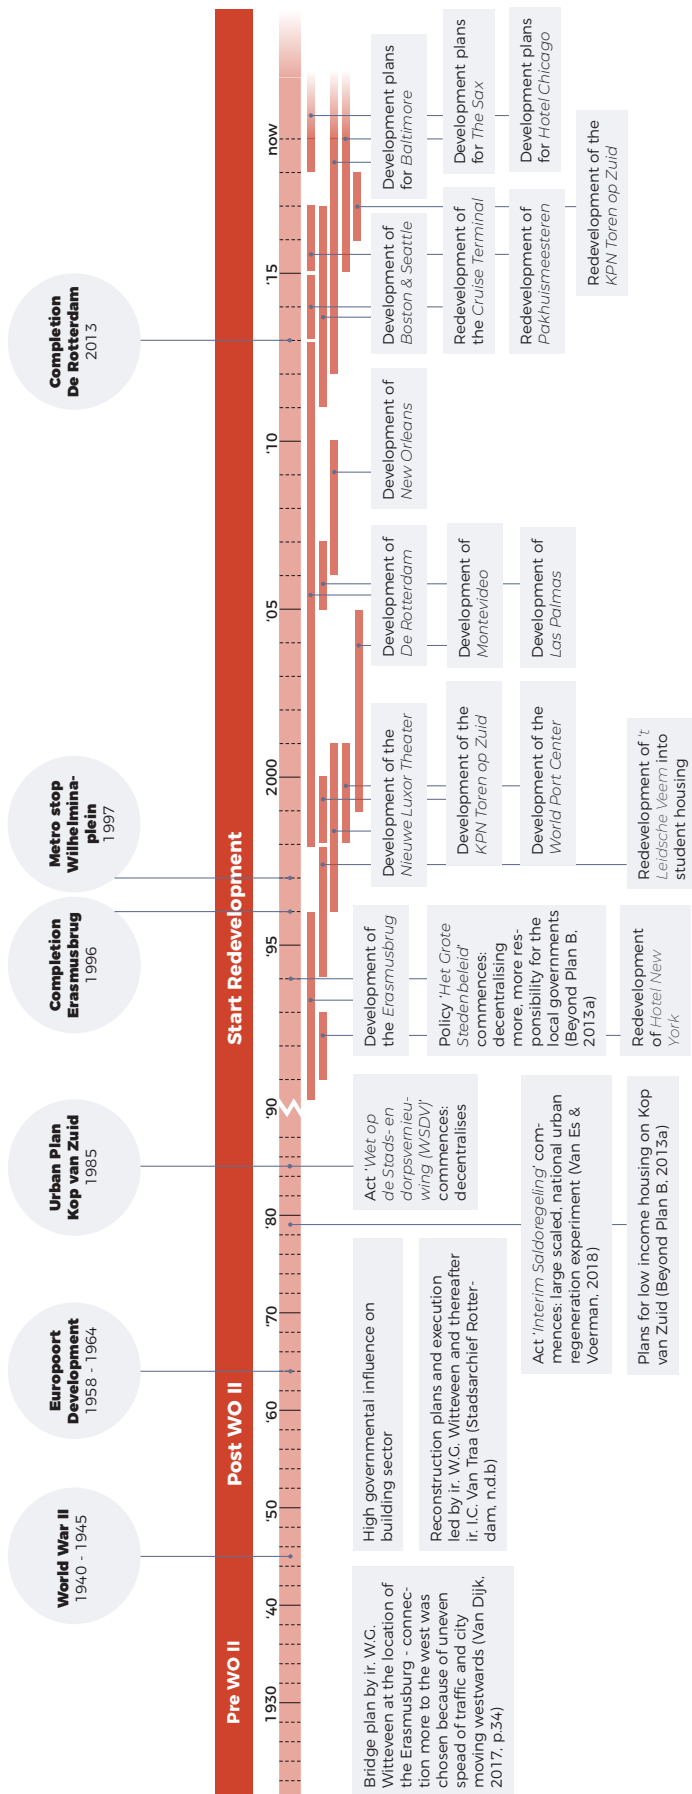 World War II
1940 - 1945
Europoort
Development
1958 - 1964
Urban Plan
Kop van Zuid
1985
Completion
Erasmusbrug
1996
Metro stop
Wilhelmina-
plein
1997
Completion
De Rotterdam
2013
Pre WO II
Post WO II
Start Redevelopment
1930
'40
'50
'60
'70
'80
'90
95
2000
'05
'10
'15
now
Bridge plan by ir. W.G.
Witteveen at the location of
the Erasmusburg - connec-
tion more to the west was
chosen because of uneven
spead of traffic and city
moving westwards (Van Dijk,
2017, p.34)
High governmental influence on
building sector
Reconstruction plans and execution
led by ir. W.G. Witteveen and thereafter
ir. I.C. Van Traa (Stadsarchief Rotter-
dam, n.d.b)
Act 'Wet op
de Stads- en
dorpsvernieu-
wing (WSDV)'
commences:
decentralises
Act 'Interim Saldoregeling' com-
mences: large scaled, national urban
regeneration experiment (Van Es &
Voerman, 2018)
Plans for low income housing on Kop
van Zuid (Beyond Plan B, 2013a)
Development of
the Erasmusbrug
Policy 'Het Grote
Stedenbeleid'
commences:
decentralising
more, more res-
ponsibility for the
local governments
(Beyond Plan B,
2013a)
Redevelopment
of Hotel New
York
Development of the
Nieuwe Luxor Theater
Development of the
KPN Toren op Zuid
Development of the
World Port Center
Redevelopment of 't
Leidsche Veem into
student housing
Development of
De Rotterdam
Development of
Montevideo
Development of
Las Palmas
Development of
New Orleans
Development of
Boston & Seattle
Redevelopment of
the Cruise Terminal
Redevelopment of
Pakhuismeesteren
Redevelopment of the
KPN Toren op Zuid
Development plans
for Baltimore
Development plans
for The Sax
Development plans
for Hotel Chicago